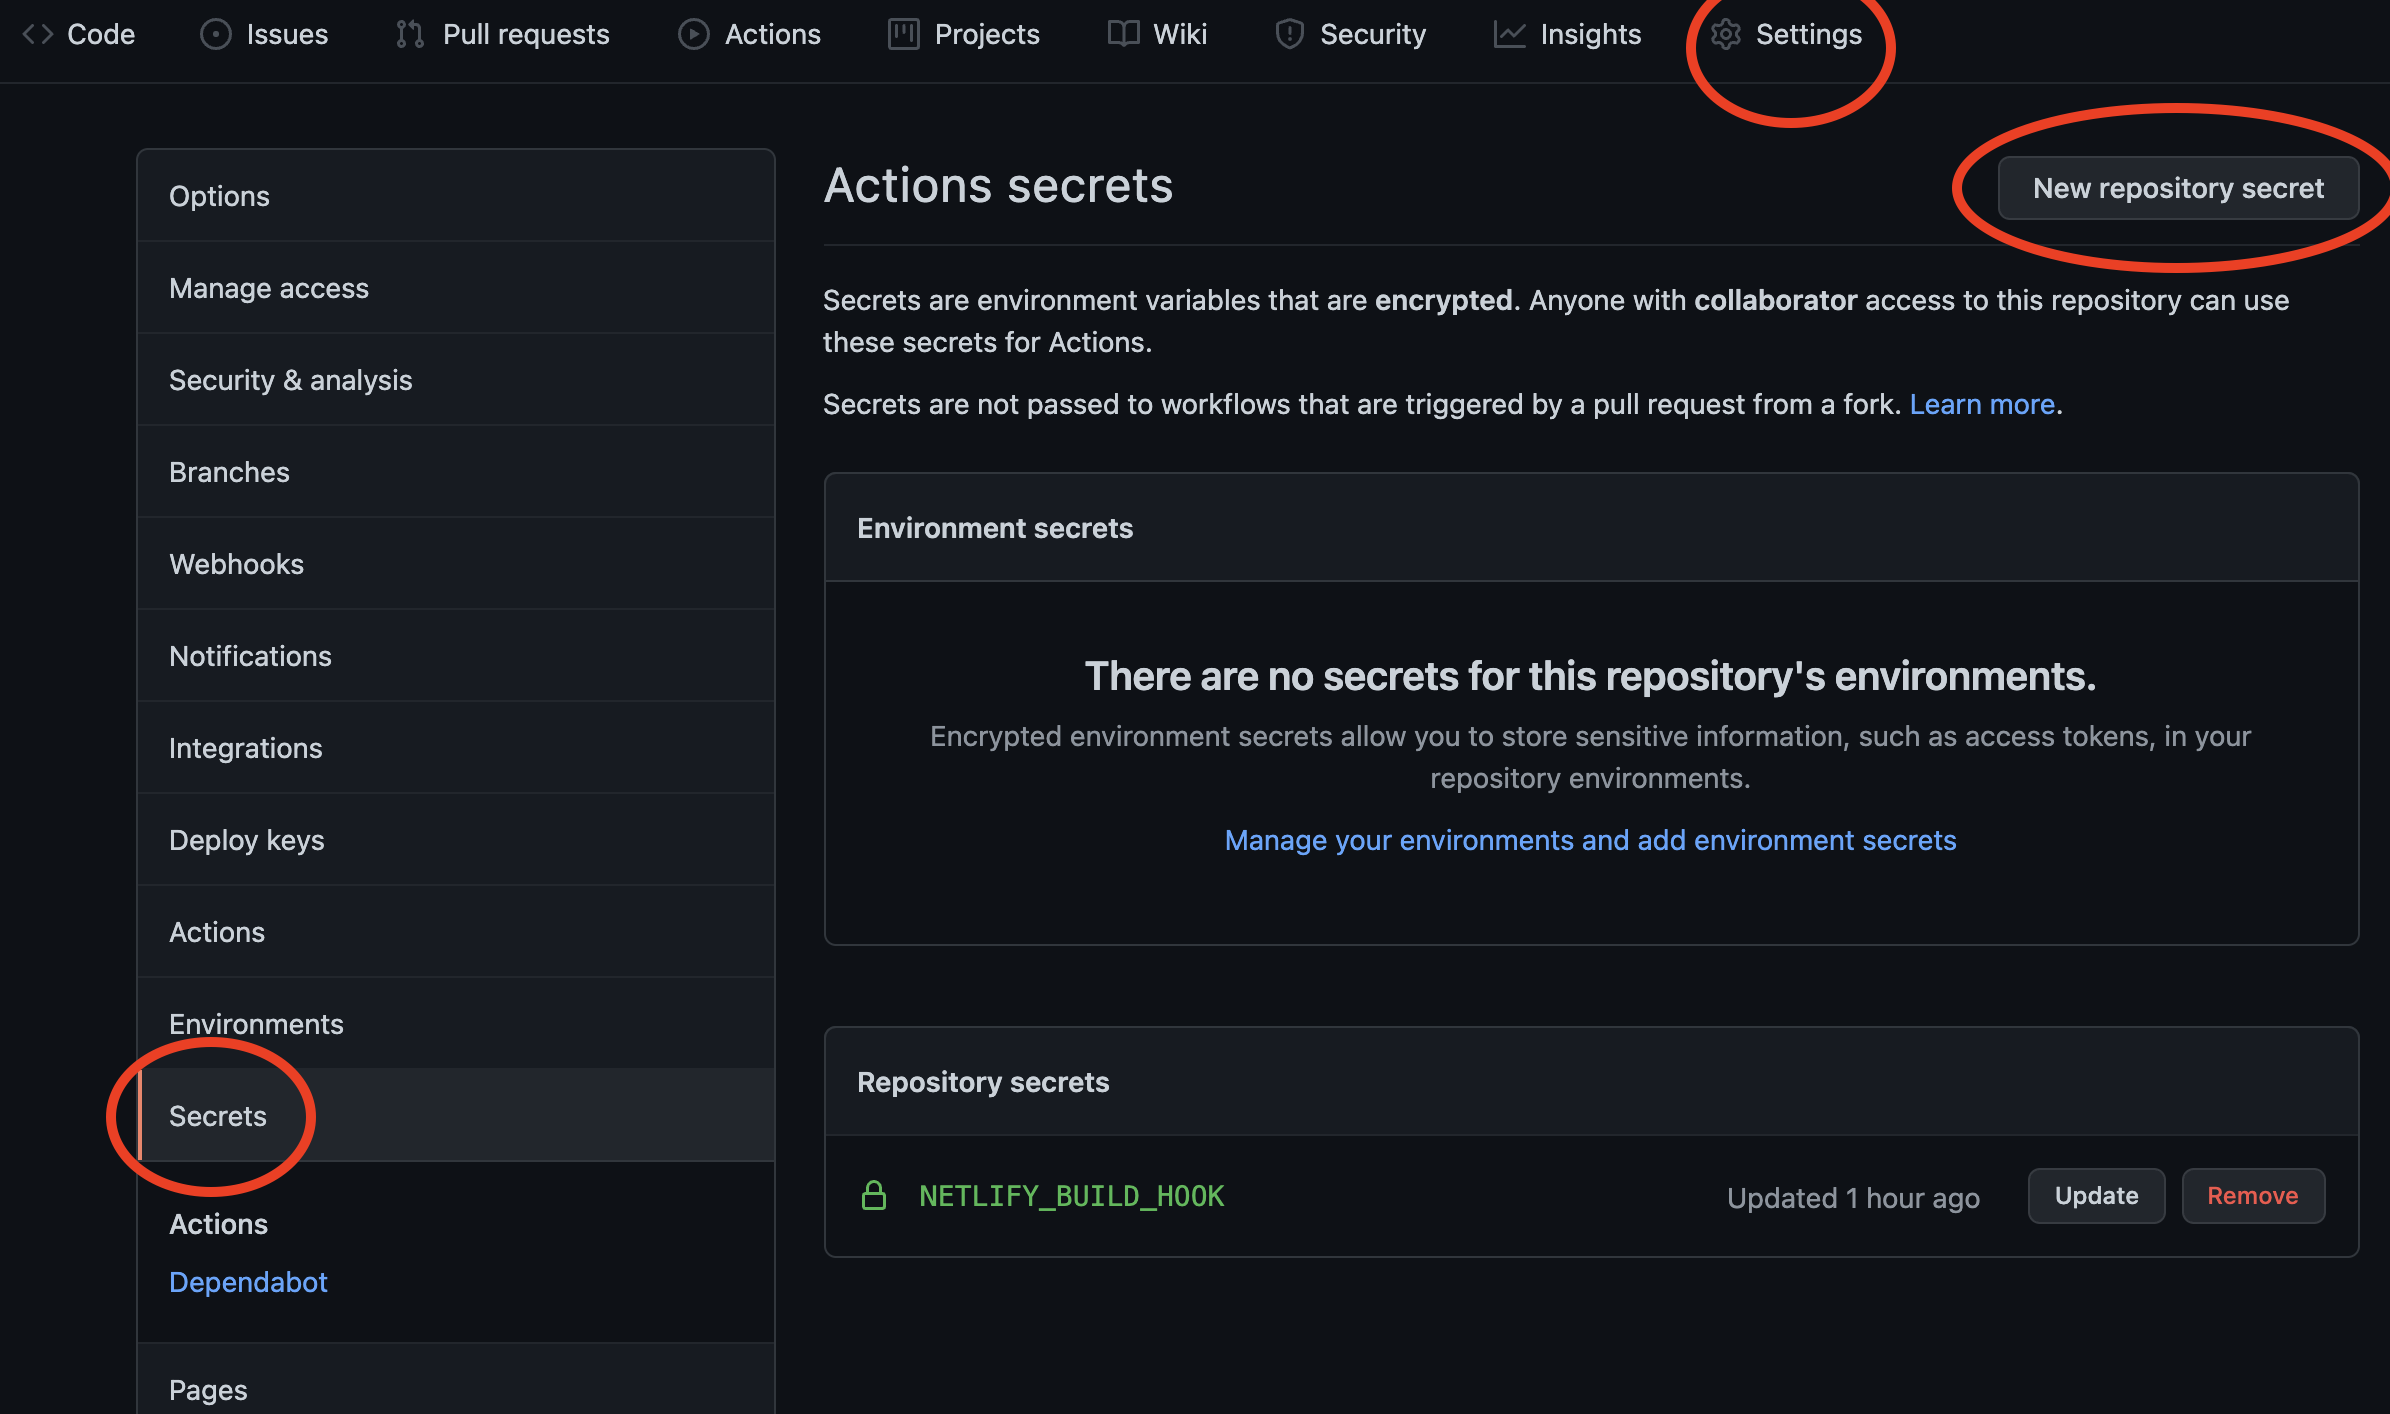 Code Issues Pull requests Actions Projects Wiki Security Insights Settings
Options
Manage access
Security & analysis
Branches
Webhooks
Notifications
Integrations
Deploy keys
Actions
Environments
Secrets
Actions
Dependabot
Pages
Actions secrets
New repository secret
Secrets are environment variables that are encrypted. Anyone with collaborator access to this repository can use
these secrets for Actions.
Secrets are not passed to workflows that are triggered by a pull request from a fork. Learn more.
Environment secrets
There are no secrets for this repository's environments.
Encrypted environment secrets allow you to store sensitive information, such as access tokens, in your
repository environments.
Manage your environments and add environment secrets
Repository secrets
NETLIFY_BUILD_HOOK Updated 1 hour ago Update Remove